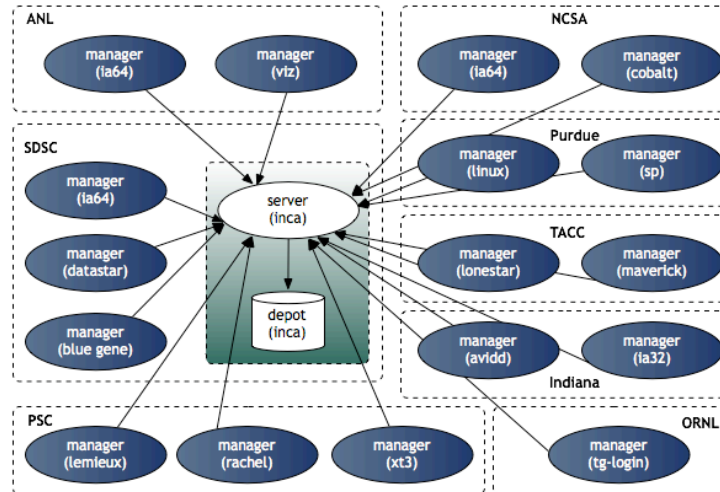 ANL
manager
(ia64)
manager
(viz)
NCSA
manager
(ia64)
manager
(cobalt)
SDSC
manager
(ia64)
manager
(datastar)
manager
(blue gene)
server
(inca)
depot
(inca)
Purdue
manager
(linux)
manager
(sp)
TACC
manager
(lonestar)
manager
(maverick)
manager
(avidd)
manager
(ia32)
Indiana
PSC
manager
(lemieux)
manager
(rachel)
manager
(xt3)
ORNL
manager
(tg-login)